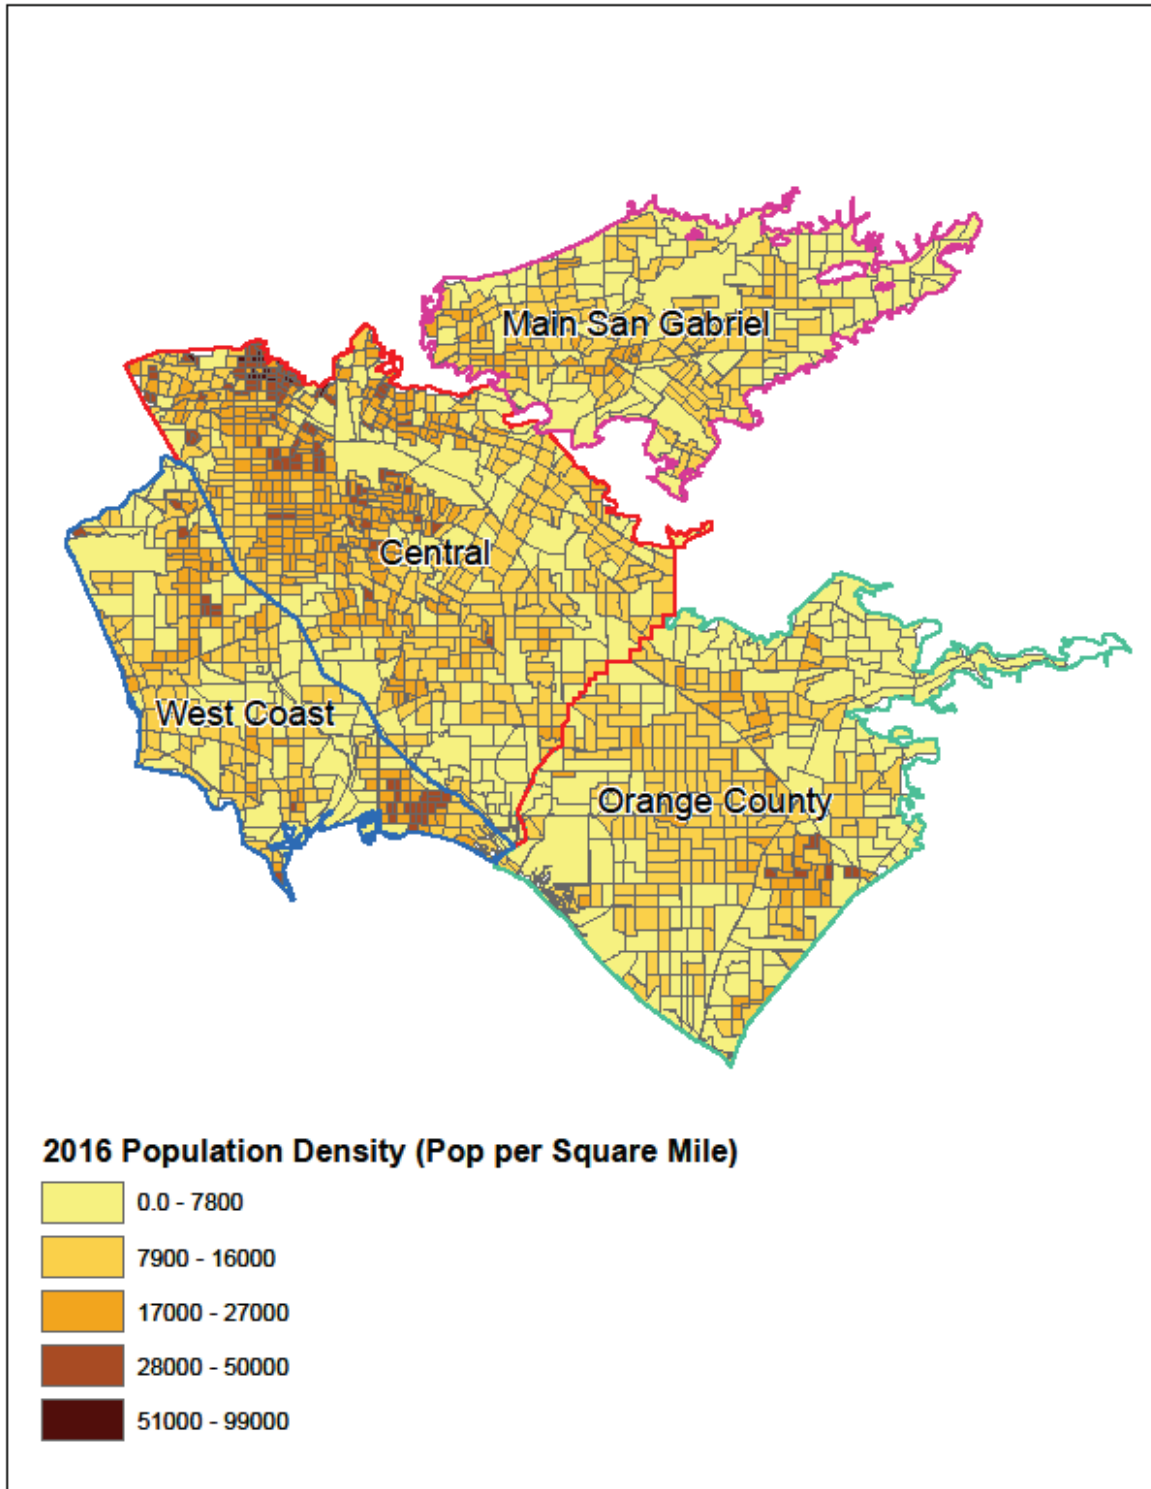 Main San Gabriel
Central
West Coast
Orange County
2016 Population Density (Pop per Square Mile)
0.0 - 7800
7900 - 16000
17000 - 27000
28000 - 50000
51000 - 99000